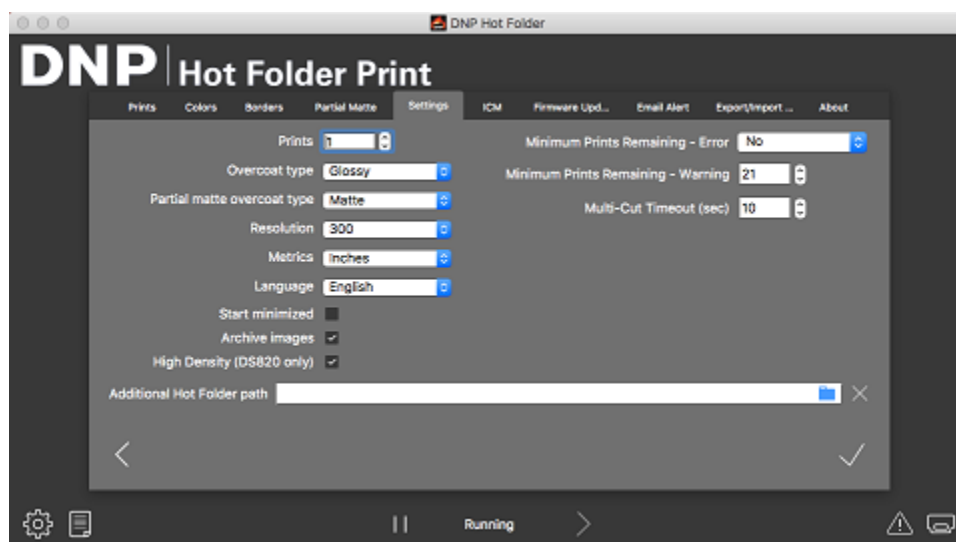 DNP Hot Folder
DNP Hot Folder Print
Prints Colors Borders Partial Matte Settings ICM Firmware Upd... Email Alert Export/Import ... About
Prints 1
Overcoat type Glossy
Partial matte overcoat type Matte
Resolution 300
Metrics Inches
Language English
Start minimized
Archive images
High Density (DS820 only)
Minimum Prints Remaining - Error No
Minimum Prints Remaining - Warning 21
Multi-Cut Timeout (sec) 10
Additional Hot Folder path
Running